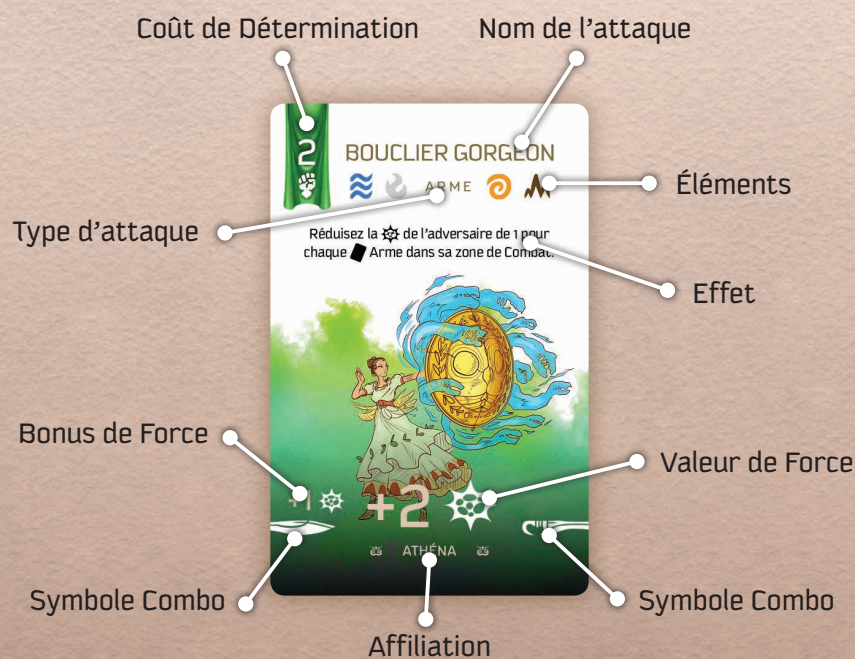 Coût de Détermination
Nom de l'attaque
2
BOUCLIER GORGEON
ARME
Éléments
Type d'attaque
Réduisez la de l'adversaire de 1 pour
chaque Arme dans sa zone de Combat.
Effet
Bonus de Force
Valeur de Force
+1
+2
ATHÉNA
Symbole Combo
Symbole Combo
Affiliation